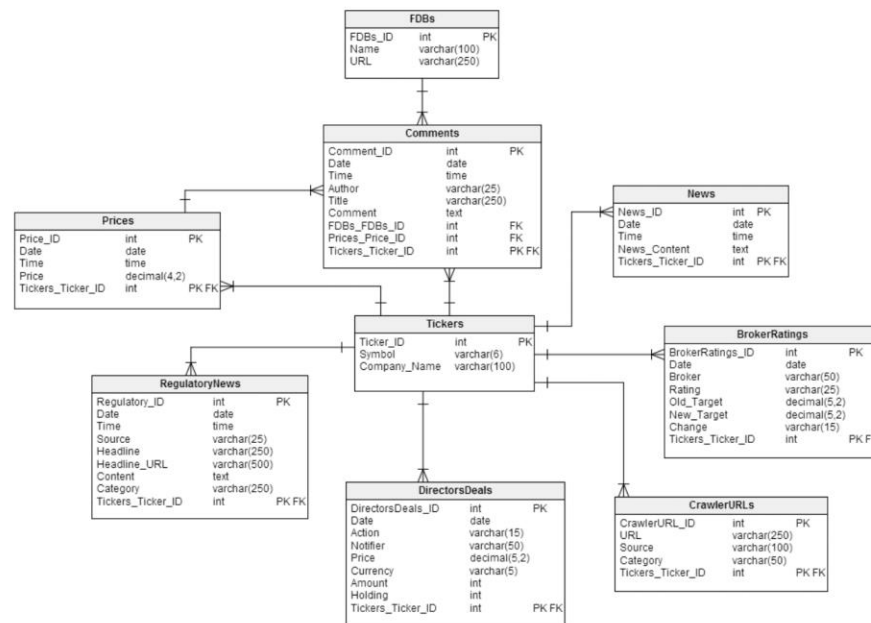 FDBs
FDBs_ID int PK
Name varchar(100)
URL varchar(250)
Comments
Comment_ID int PK
Date date
Time time
Author varchar(25)
Title varchar(250)
Comment text
FDBs_FDBs_ID int FK
Prices_Price_ID int FK
Tickers_Ticker_ID int PK FK
Prices
Price_ID int PK
Date date
Time time
Price decimal(4,2)
Tickers_Ticker_ID int PK FK
News
News_ID int PK
Date date
Time time
News_Content text
Tickers_Ticker_ID int PK FK
Tickers
Ticker_ID int PK
Symbol varchar(6)
Company_Name varchar(100)
BrokerRatings
BrokerRatings_ID int PK
Date date
Broker varchar(50)
Rating varchar(25)
Old_Target decimal(5,2)
New_Target decimal(5,2)
Change varchar(15)
Tickers_Ticker_ID int PK F
RegulatoryNews
Regulatory_ID int PK
Date date
Time time
Source varchar(25)
Headline varchar(250)
Headline_URL varchar(500)
Content text
Category varchar(250)
Tickers_Ticker_ID int PK FK
DirectorsDeals
DirectorsDeals_ID int PK
Date date
Action varchar(15)
Notifier varchar(50)
Price decimal(5,2)
Currency varchar(5)
Amount int
Holding int
Tickers_Ticker_ID int PK FK
CrawlerURLs
CrawlerURL_ID int PK
URL varchar(250)
Source varchar(100)
Category varchar(50)
Tickers_Ticker_ID int PK FK